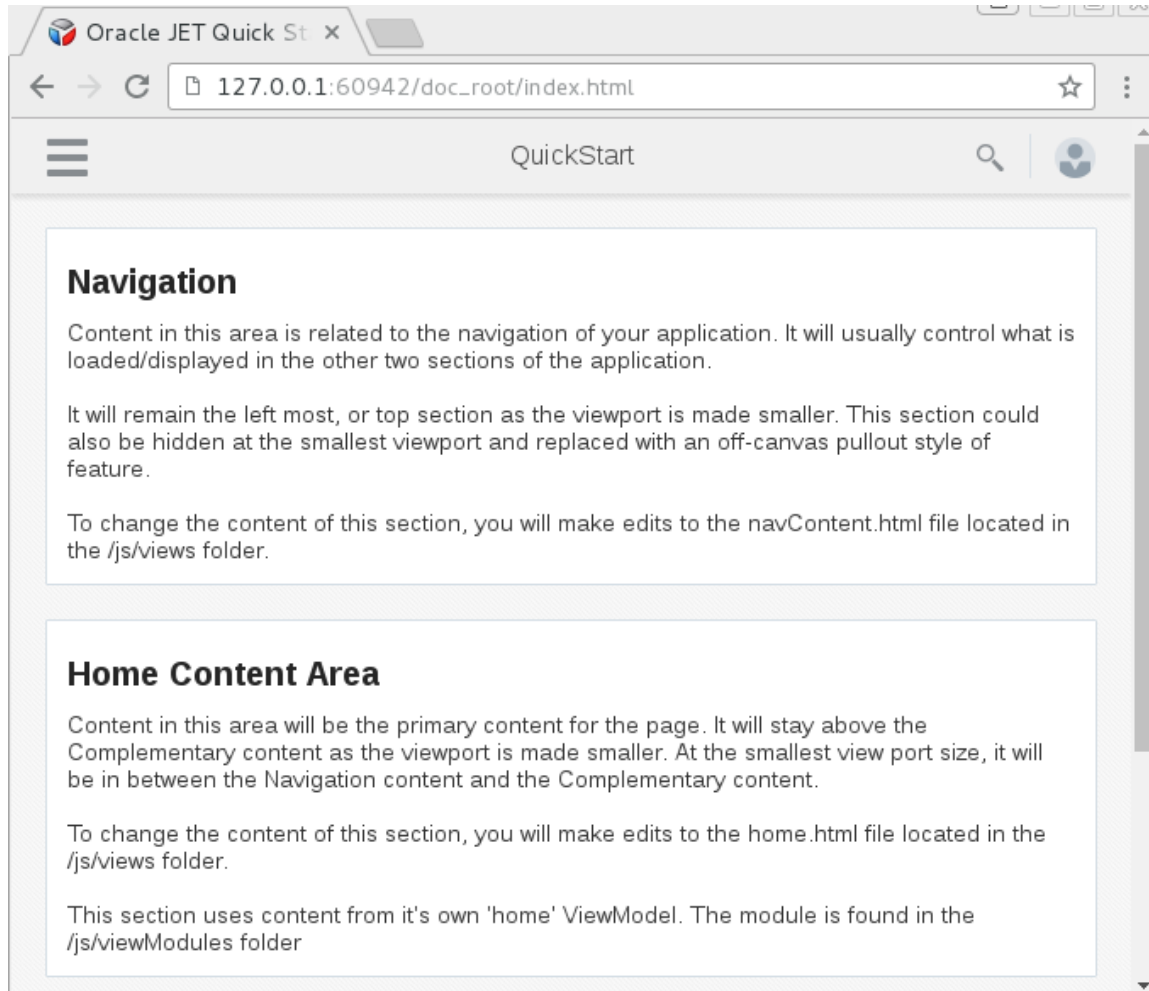 Oracle JET Quick St
127.0.0.1:60942/doc_root/index.html
QuickStart
Navigation
Content in this area is related to the navigation of your application. It will usually control what is
loaded/displayed in the other two sections of the application.
It will remain the left most, or top section as the viewport is made smaller. This section could
also be hidden at the smallest viewport and replaced with an off-canvas pullout style of
feature.
To change the content of this section, you will make edits to the navContent.html file located in
the /js/views folder.
Home Content Area
Content in this area will be the primary content for the page. It will stay above the
Complementary content as the viewport is made smaller. At the smallest view port size, it will
be in between the Navigation content and the Complementary content.
To change the content of this section, you will make edits to the home.html file located in the
/js/views folder.
This section uses content from it's own 'home' ViewModel. The module is found in the
/js/viewModules folder